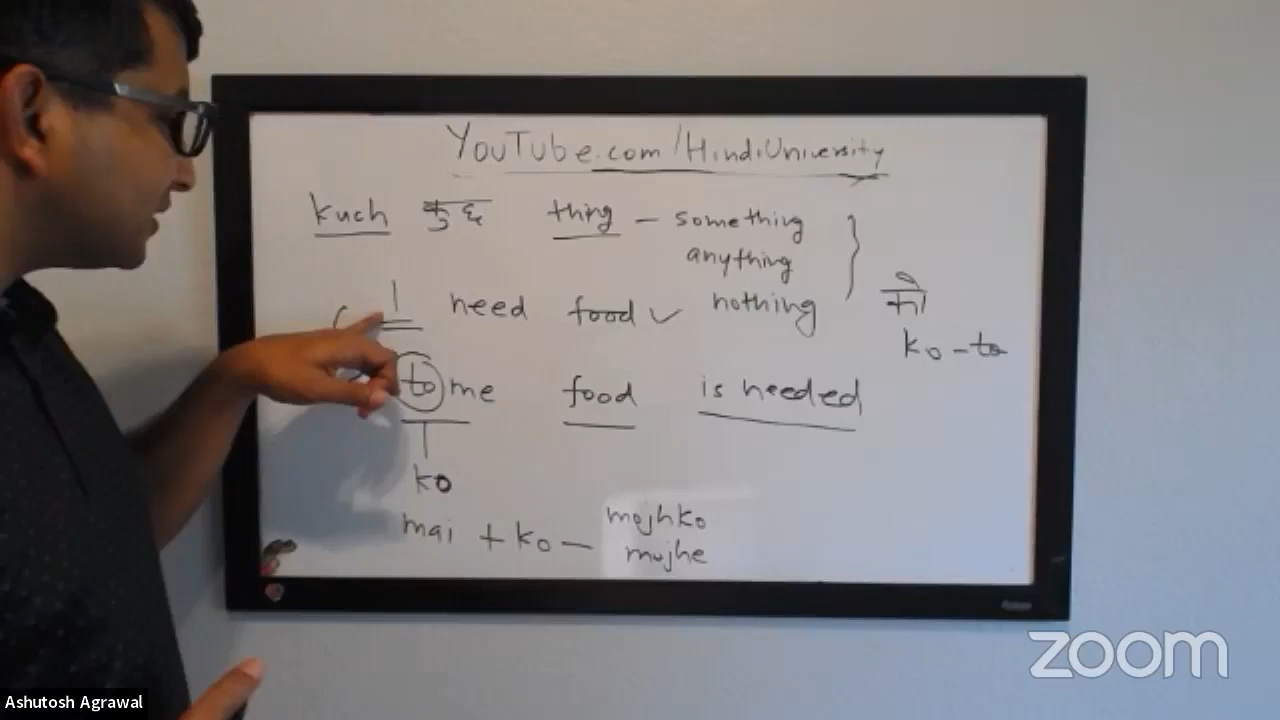 YouTube.com/HindiUniversity
kuch कुछ thing - something
anything
I need food ✓ nothing
को
ko - to
to me food is needed
ko
mai + ko - mujhko
mujhe
zoom
Ashutosh Agrawal